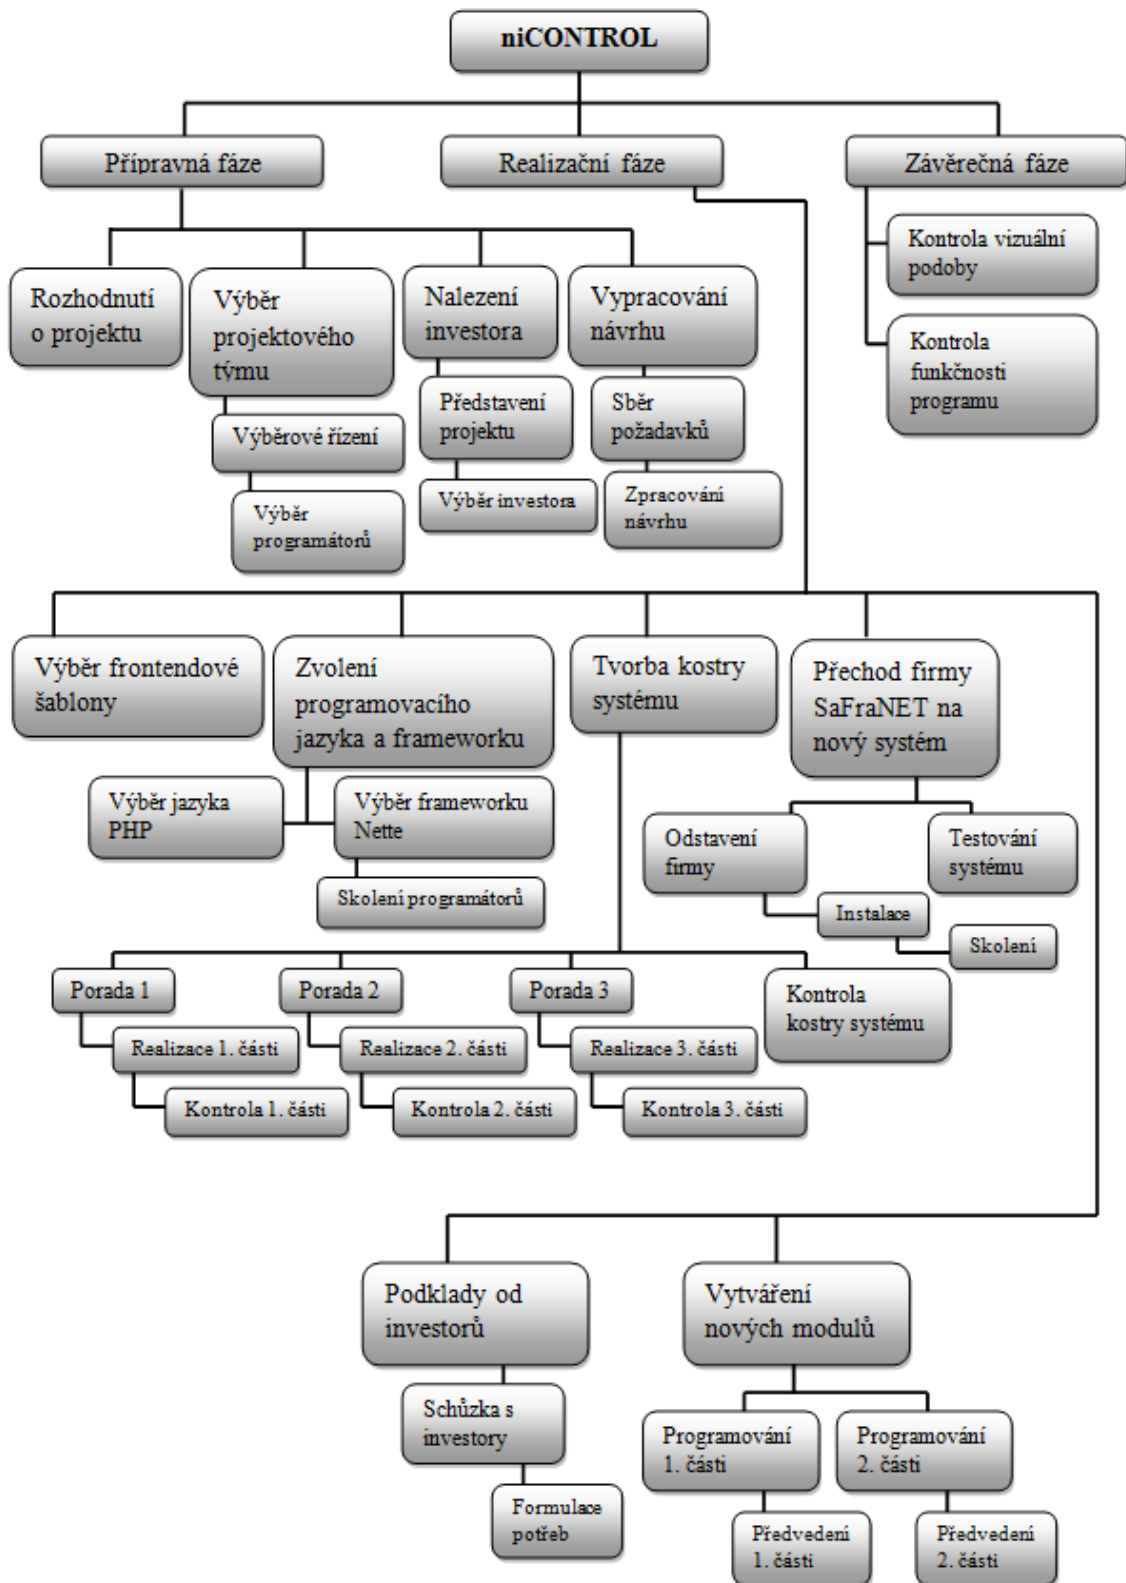 niCONTROL
Přípravná fáze
Realizační fáze
Závěrečná fáze
Kontrola vizuální
podoby
Kontrola
funkčnosti
programu
Rozhodnutí
o projektu
Výběr
projektového
týmu
Nalezení
investora
Vypracování
návrhu
Výběrové řízení
Výběr
programátorů
Představení
projektu
Výběr investora
Sběr
požadavků
Zpracování
návrhu
Výběr frontendové
šablony
Zvolení
programovacího
jazyka a frameworku
Tvorba kostry
systému
Přechod firmy
SaFraNET na
nový systém
Výběr jazyka
PHP
Výběr frameworku
Nette
Skolení programátorů
Odstavení
firmy
Testování
systému
Instalace
Skolení
Porada 1
Realizace 1. části
Kontrola 1. části
Porada 2
Realizace 2. části
Kontrola 2. části
Porada 3
Realizace 3. části
Kontrola 3. části
Kontrola
kostry systému
Podklady od
investorů
Schůzka s
investory
Formulace
potřeb
Vytváření
nových modulů
Programování
1. části
Předvedení
1. části
Programování
2. části
Předvedení
2. části